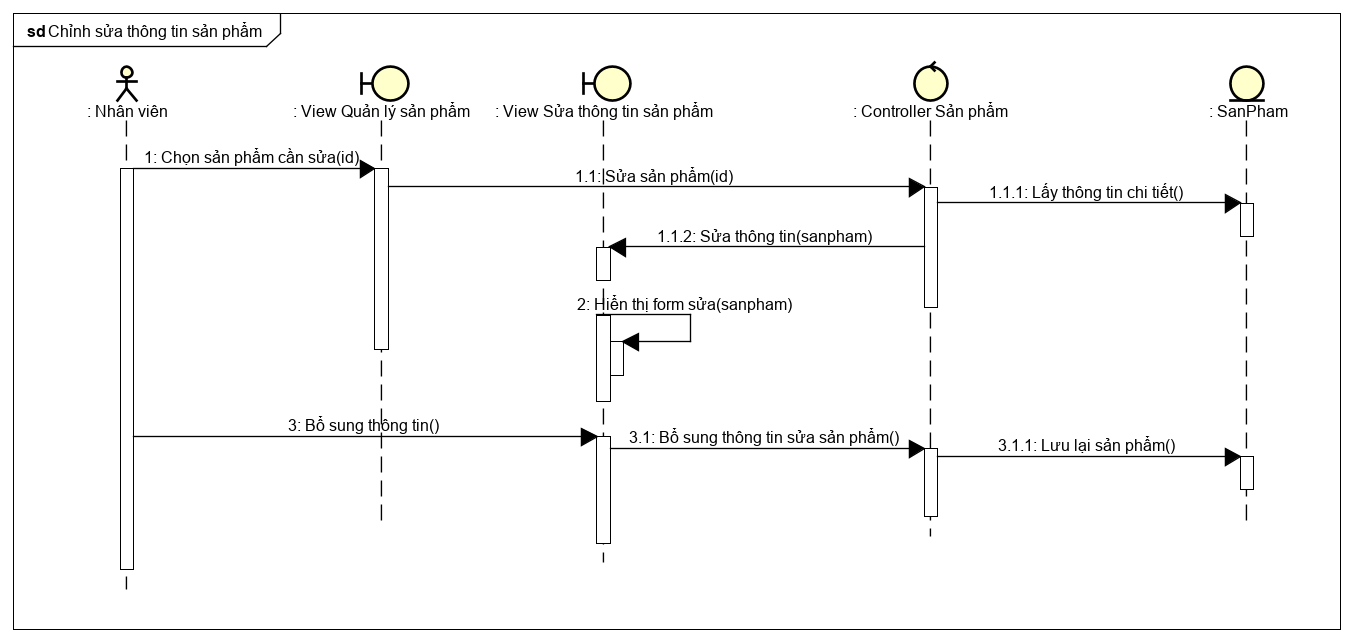 sd Chỉnh sửa thông tin sản phẩm
: Nhân viên
: View Quản lý sản phẩm
: View Sửa thông tin sản phẩm
: Controller Sản phẩm
: SanPham
1: Chọn sản phẩm cần sửa(id)
1.1: Sửa sản phẩm(id)
1.1.1: Lấy thông tin chi tiết()
1.1.2: Sửa thông tin(sanpham)
2: Hiển thị form sửa(sanpham)
3: Bổ sung thông tin()
3.1: Bổ sung thông tin sửa sản phẩm()
3.1.1: Lưu lại sản phẩm()